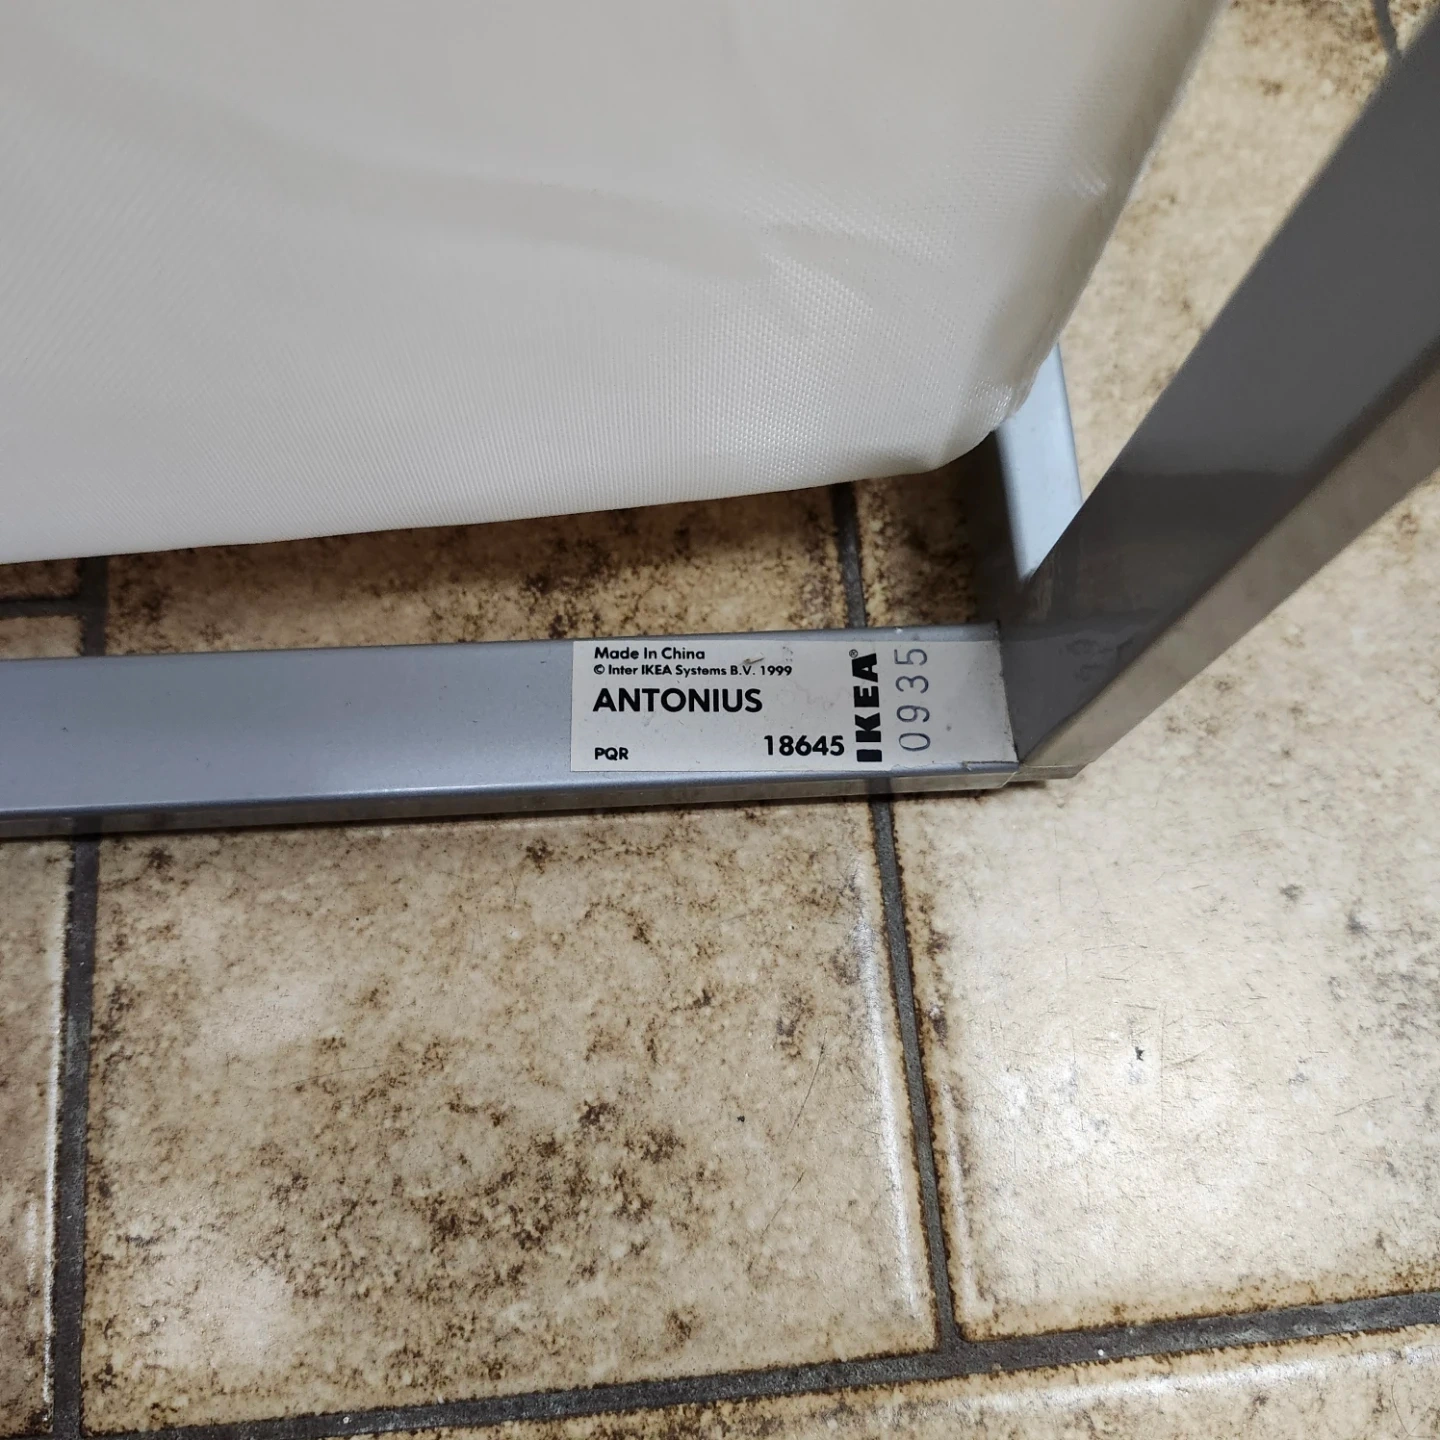 Made In China
© Inter IKEA Systems B.V. 1999
ANTONIUS
PQR 18645
IKEA®
0935